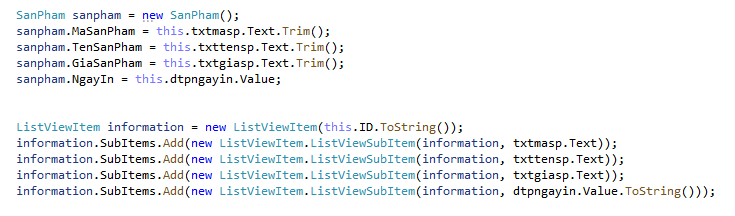 SanPham sanpham = new SanPham();
sanpham.MaSanPham = this.txtmasp.Text.Trim();
sanpham.TenSanPham = this.txttensp.Text.Trim();
sanpham.GiaSanPham = this.txtgiasp.Text.Trim();
sanpham.NgayIn = this.dtpngayin.Value;
ListViewItem information = new ListViewItem(this.ID.ToString());
information.SubItems.Add(new ListViewItem.ListViewSubItem(information, txtmasp.Text));
information.SubItems.Add(new ListViewItem.ListViewSubItem(information, txttensp.Text));
information.SubItems.Add(new ListViewItem.ListViewSubItem(information, txtgiasp.Text));
information.SubItems.Add(new ListViewItem.ListViewSubItem(information, dtpngayin.Value.ToString()));